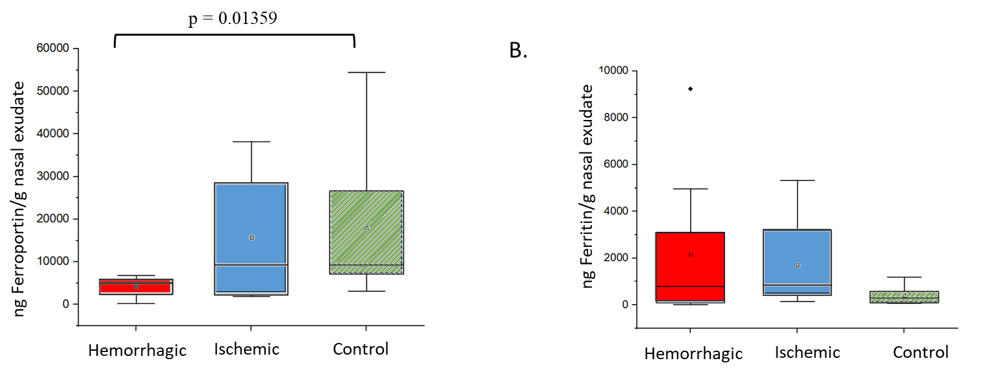 p = 0.01359
ng Ferroportin/g nasal exudate
60000
50000
40000
30000
20000
10000
0
Hemorrhagic
Ischemic
Control
B.
ng Ferritin/g nasal exudate
10000
8000
6000
4000
2000
0
Hemorrhagic
Ischemic
Control